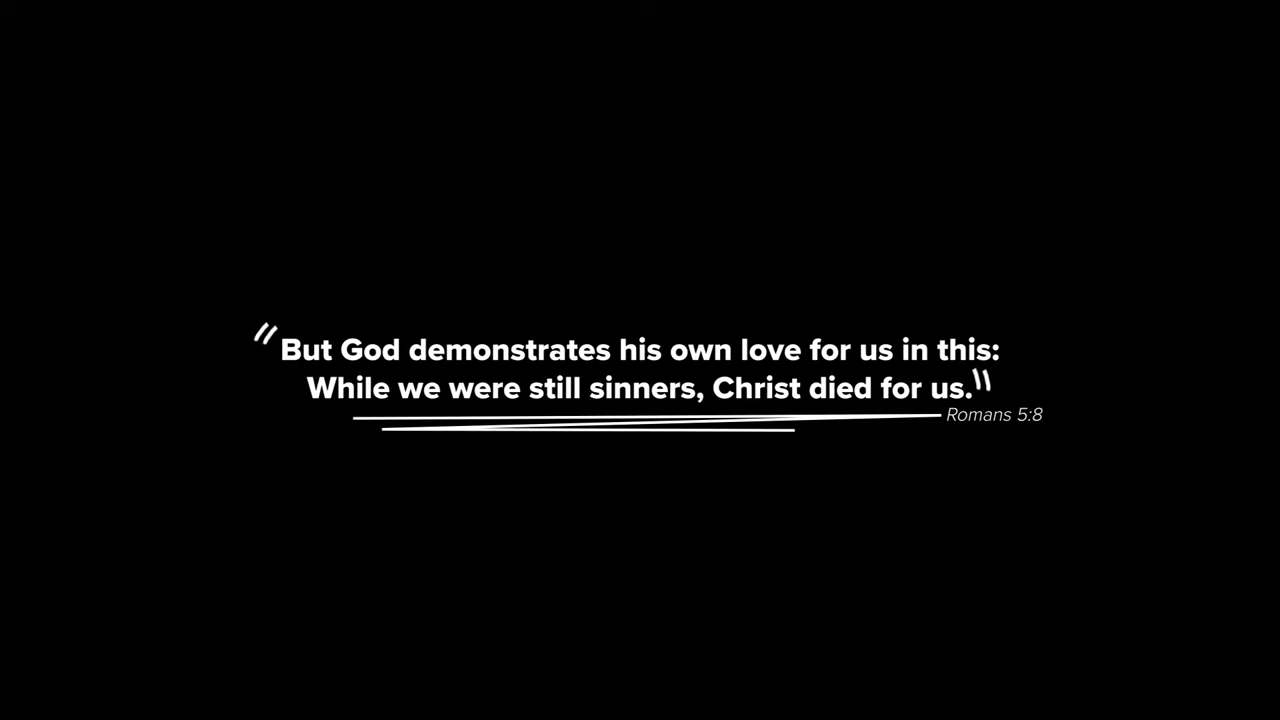 "But God demonstrates his own love for us in this:
While we were still sinners, Christ died for us."
Romans 5:8